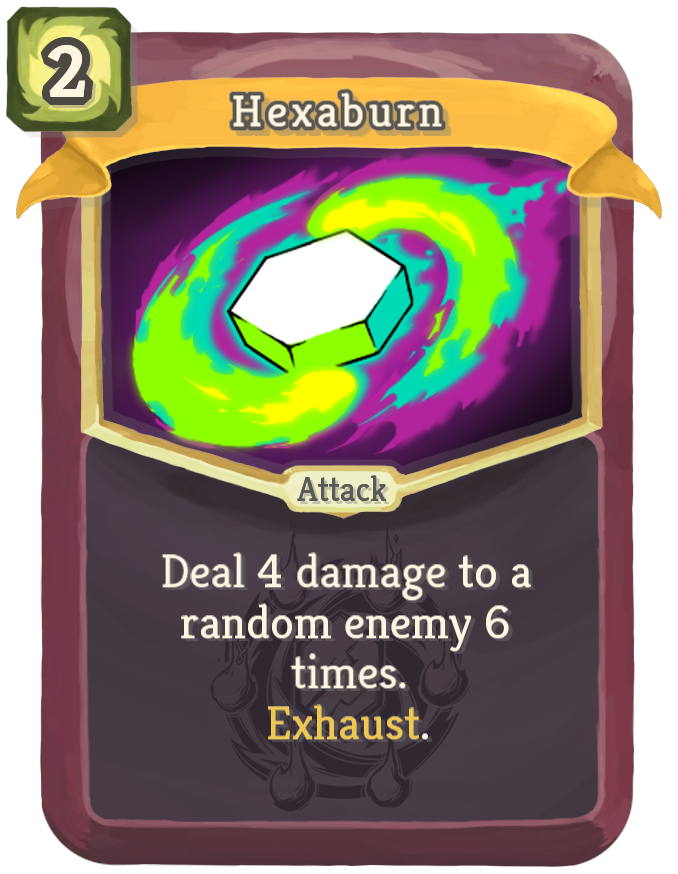 2
Hexaburn
Attack
Deal 4 damage to a
random enemy 6
times.
Exhaust.